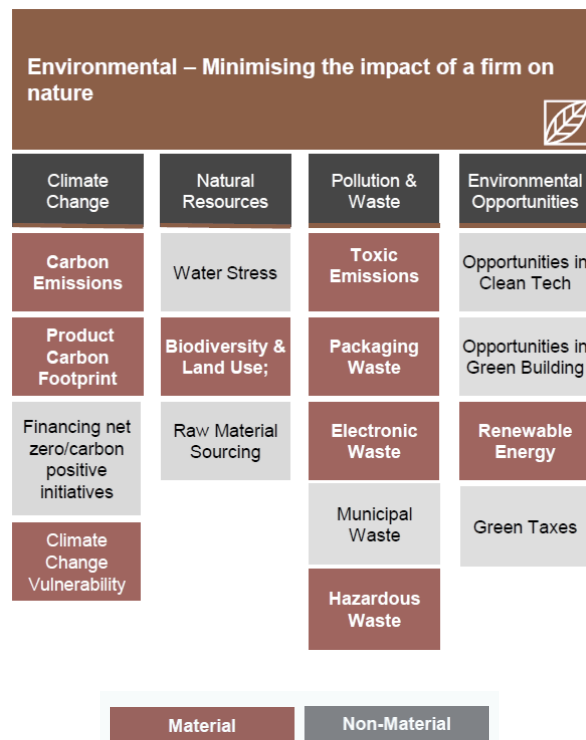 Environmental – Minimising the impact of a firm on
nature
Climate
Change
Natural
Resources
Pollution &
Waste
Environmental
Opportunities
Carbon
Emissions
Water Stress
Toxic
Emissions
Opportunities in
Clean Tech
Product
Carbon
Footprint
Biodiversity &
Land Use;
Packaging
Waste
Opportunities in
Green Building
Financing net
zero/carbon
positive
initiatives
Raw Material
Sourcing
Electronic
Waste
Renewable
Energy
Climate
Change
Vulnerability
Municipal
Waste
Green Taxes
Hazardous
Waste
Material
Non-Material